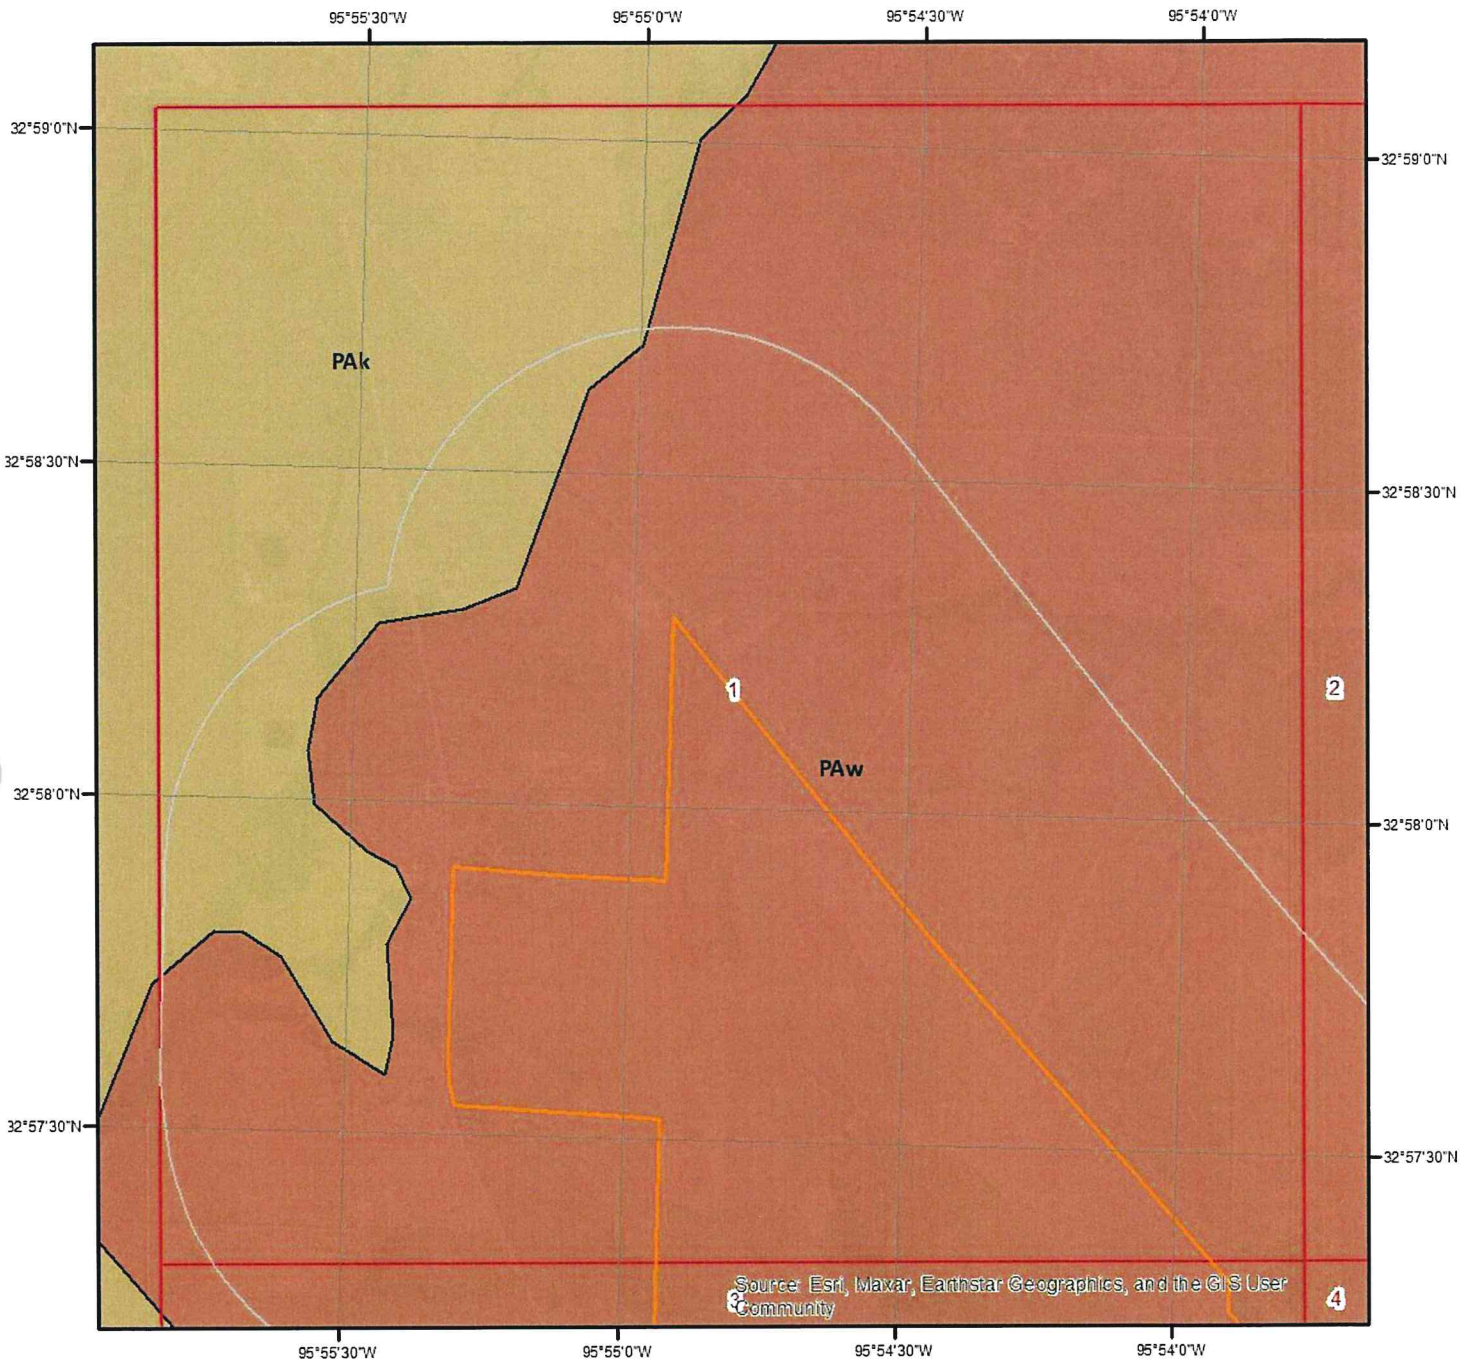 95°55'30"W
95°55'0"W
95°54'30"W
95°54'0"W
32°59'0"N
32°59'0"N
PAk
32°58'30"N
32°58'30"N
1
2
PAw
32°58'0"N
32°58'0"N
32°57'30"N
32°57'30"N
Source: Esri, Maxar, Earthstar Geographics, and the GIS User
Community
3
4
95°55'30"W
95°55'0"W
95°54'30"W
95°54'0"W